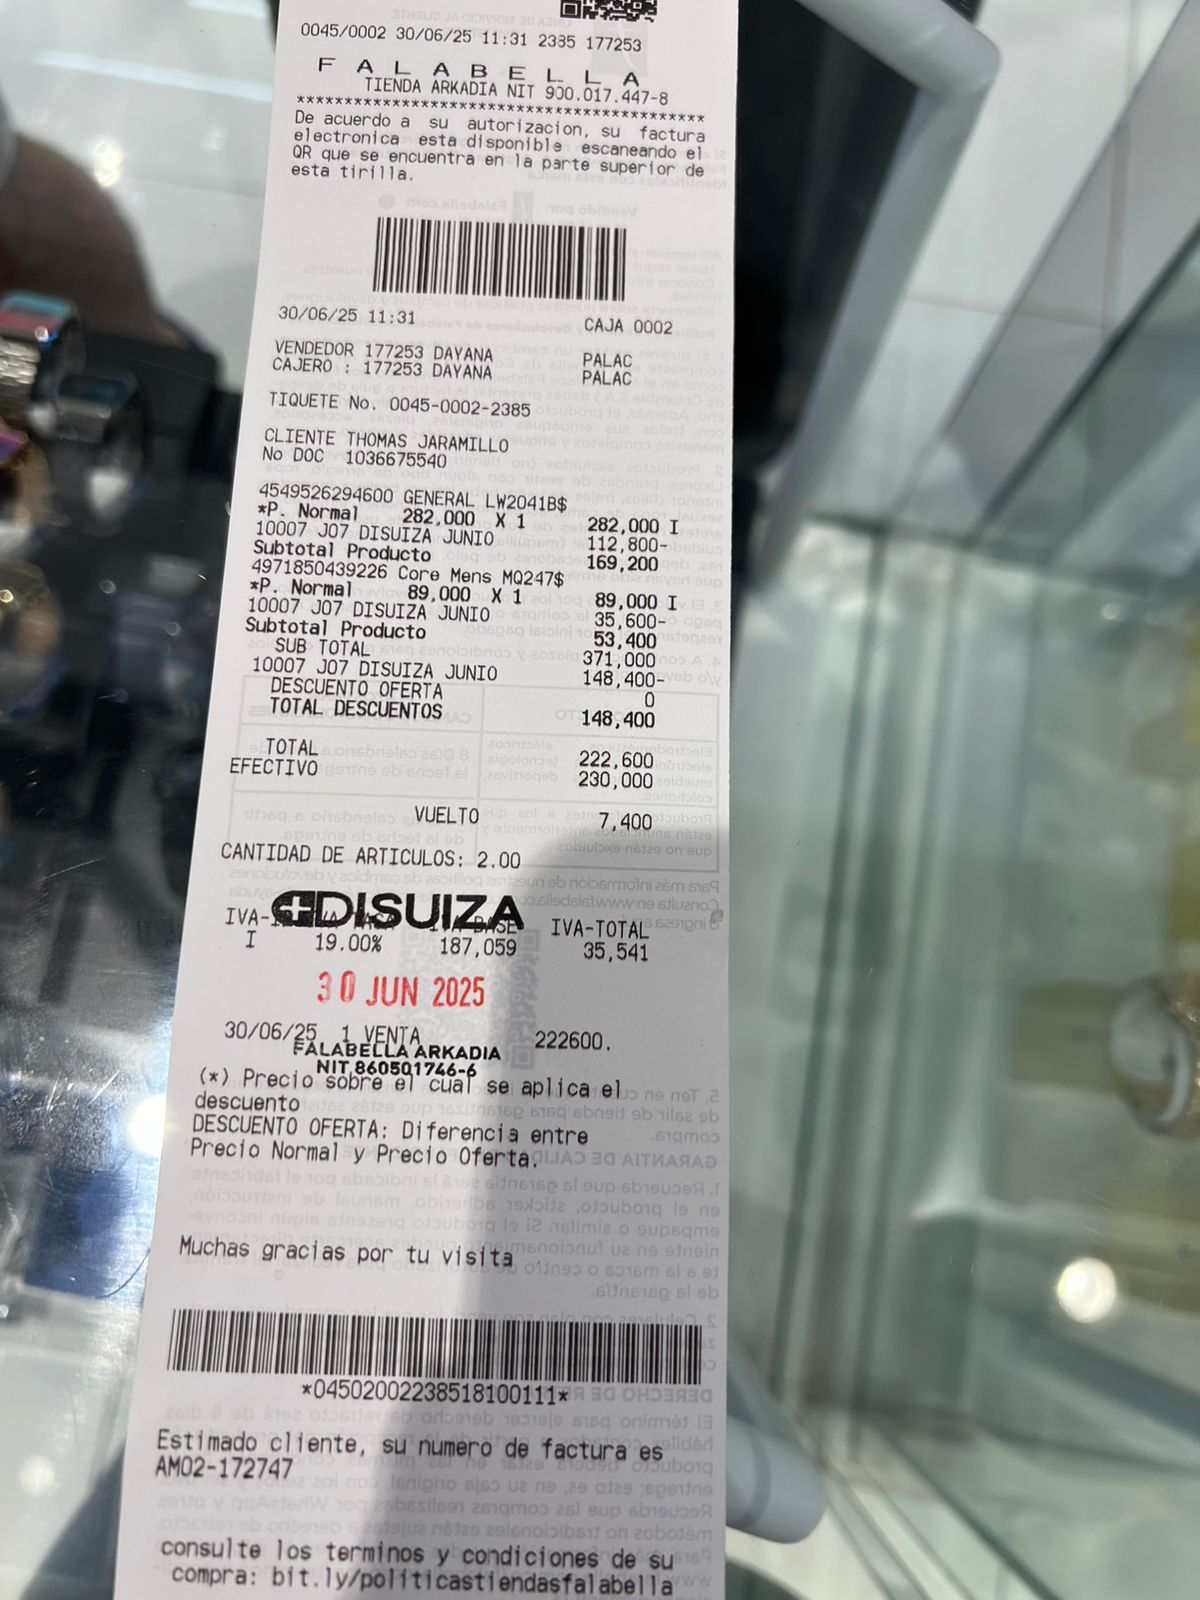 0045/0002 30/06/25 11:31 2385 177253
FALABELLA
TIENDA ARKADIA NIT 900.017.447-8
*******************************************
De acuerdo a su autorizacion, su factura
electronica esta disponible escaneando el
QR que se encuentra en la parte superior de
esta tirilla.
30/06/25 11:31 CAJA 0002
VENDEDOR 177253 DAYANA PALAC
CAJERO : 177253 DAYANA PALAC
TIQUETE No. 0045-0002-2385
CLIENTE THOMAS JARAMILLO
No DOC 1036675540
4549526294600 GENERAL LW2041B$
*P. Normal 282,000 X 1 282,000 I
10007 J07 DISUIZA JUNIO 112,800-
Subtotal Producto 169,200
4971850439226 Core Mens MQ247$
*P. Normal 89,000 X 1 89,000 I
10007 J07 DISUIZA JUNIO 35,600-
Subtotal Producto 53,400
SUB TOTAL 371,000
10007 J07 DISUIZA JUNIO 148,400-
DESCUENTO OFERTA 0
TOTAL DESCUENTOS 148,400
TOTAL 222,600
EFECTIVO 230,000
VUELTO 7,400
CANTIDAD DE ARTICULOS: 2.00
DISUIZA
IVA-TOTAL
I 19.00% 187,059 35,541
30 JUN 2025
30/06/25 1 VENTA 222600.
FALABELLA ARKADIA
NIT 860501746-6
(*) Precio sobre el cual se aplica el
descuento
DESCUENTO OFERTA: Diferencia entre
Precio Normal y Precio Oferta.
Muchas gracias por tu visita
*04502002238518100111*
Estimado cliente, su numero de factura es
AM02-172747
consulte los terminos y condiciones de su
compra: bit.ly/politicastiendasfalabella